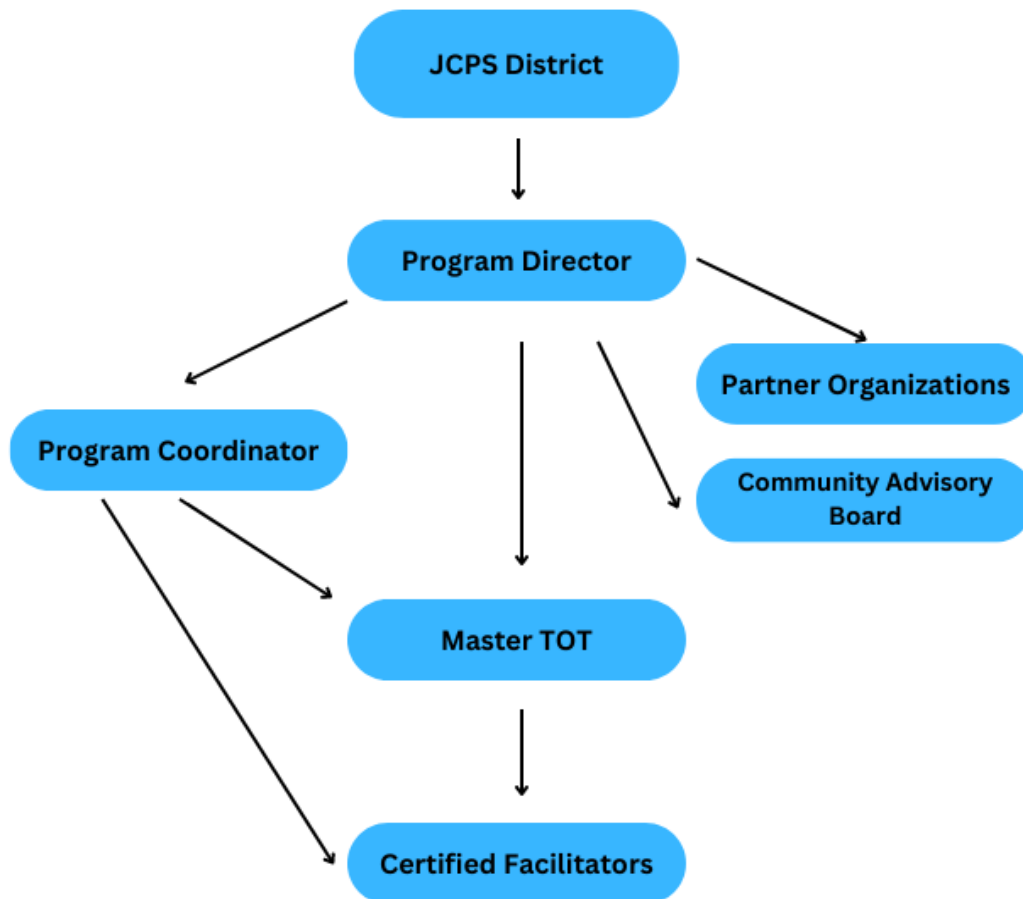 JCPS District
Program Director
Partner Organizations
Program Coordinator
Community Advisory
Board
Master TOT
Certified Facilitators